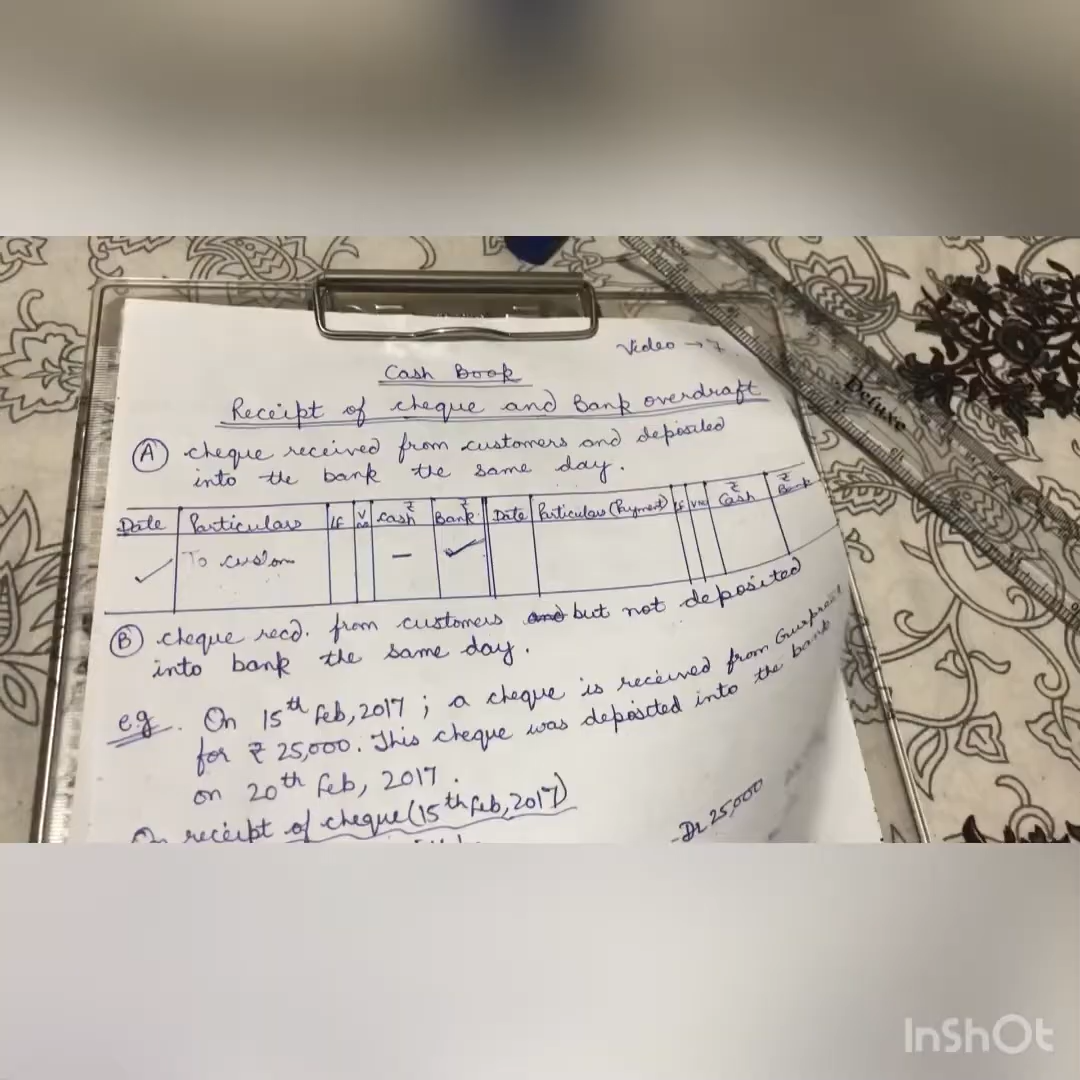 Video → 7
Cash Book
Receipt of cheque and Bank overdraft
(A) cheque received from customers and deposited
into the bank the same day.
Date Particulars LF V no ₹ Cash ₹ Bank Date Particulars (Payment) LF V no ₹ Cash ₹ Bank
To custom
(B) cheque recd. from customers and but not deposited
into bank the same day.
e.g. On 15th Feb, 2017 ; a cheque is received from Gurpreet
for ₹ 25,000. This cheque was deposited into the bank
on 20th Feb, 2017.
On receipt of cheque (15th Feb, 2017)
Dr 25,000
Deluxe
InShOt